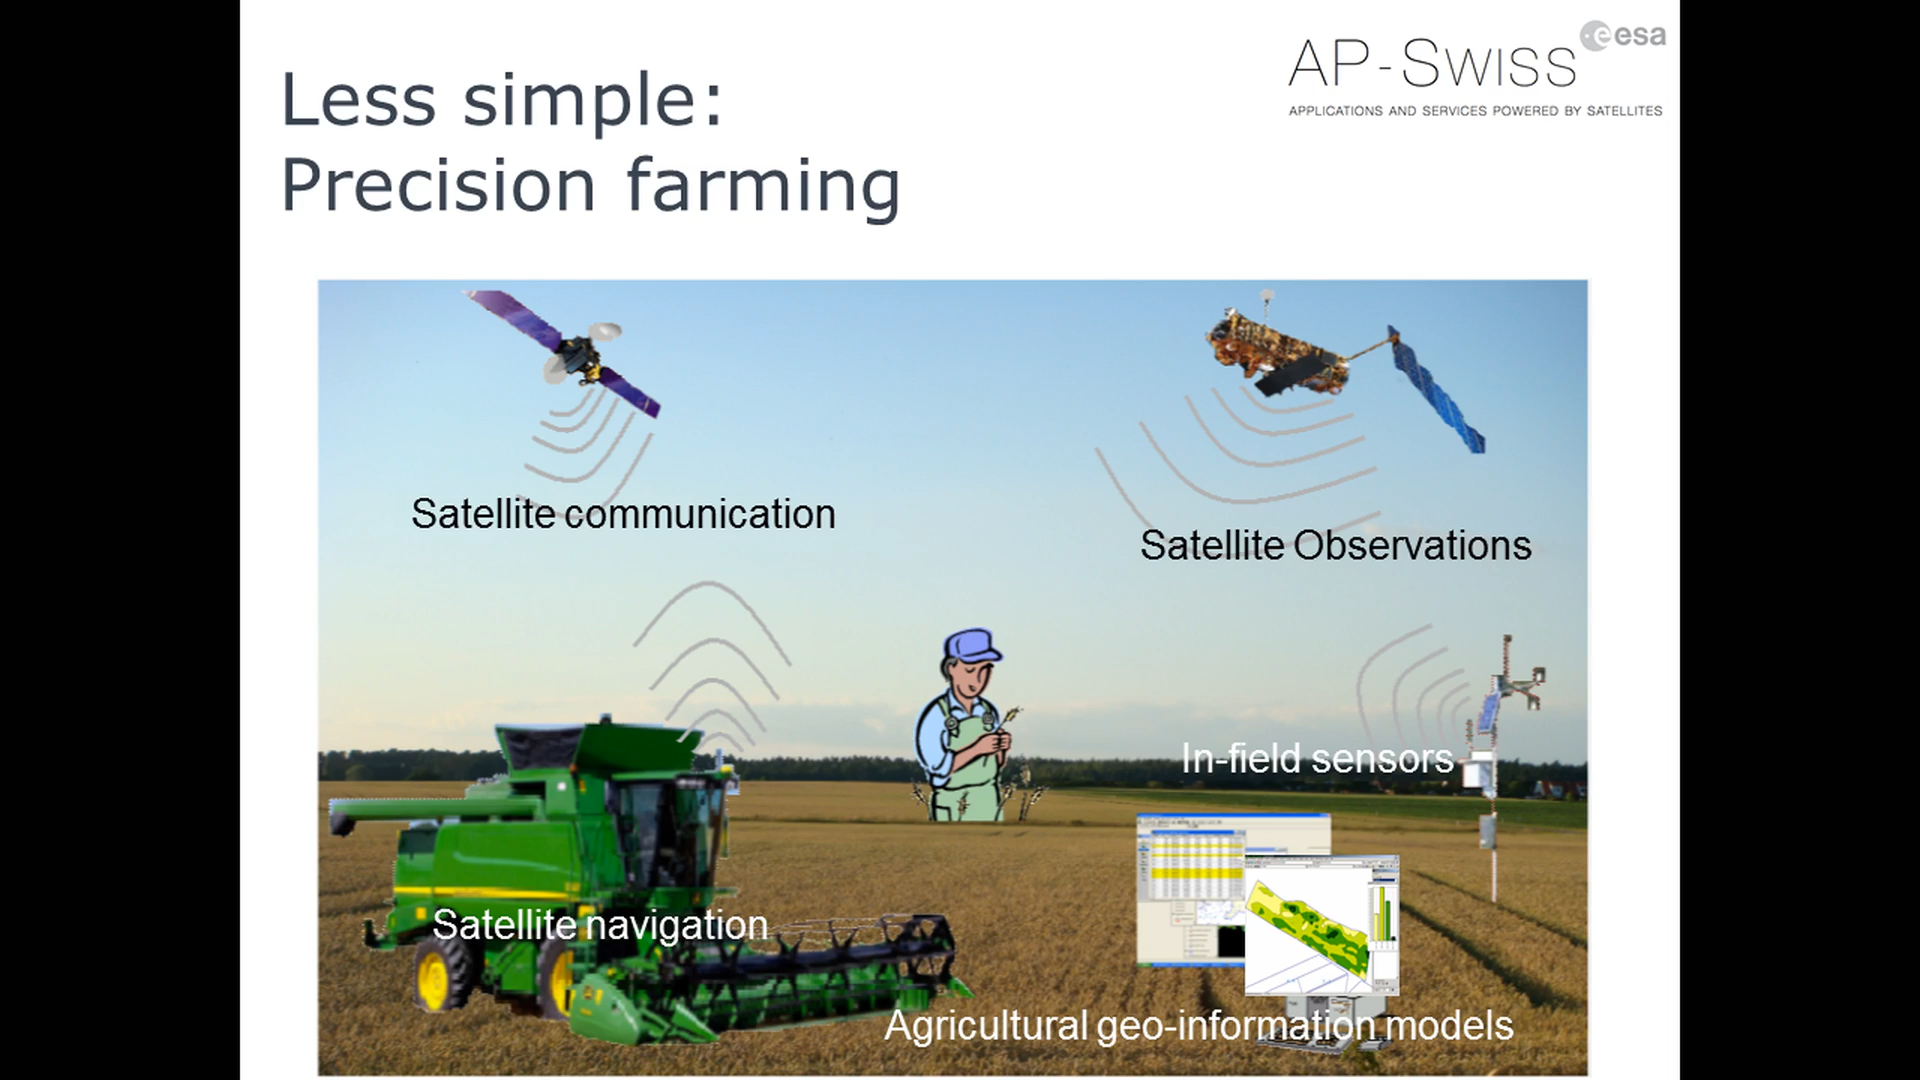 Less simple:
Precision farming
AP-Swiss
esa
APPLICATIONS AND SERVICES POWERED BY SATELLITES
Satellite communication
Satellite Observations
In-field sensors
Satellite navigation
Agricultural geo-information models